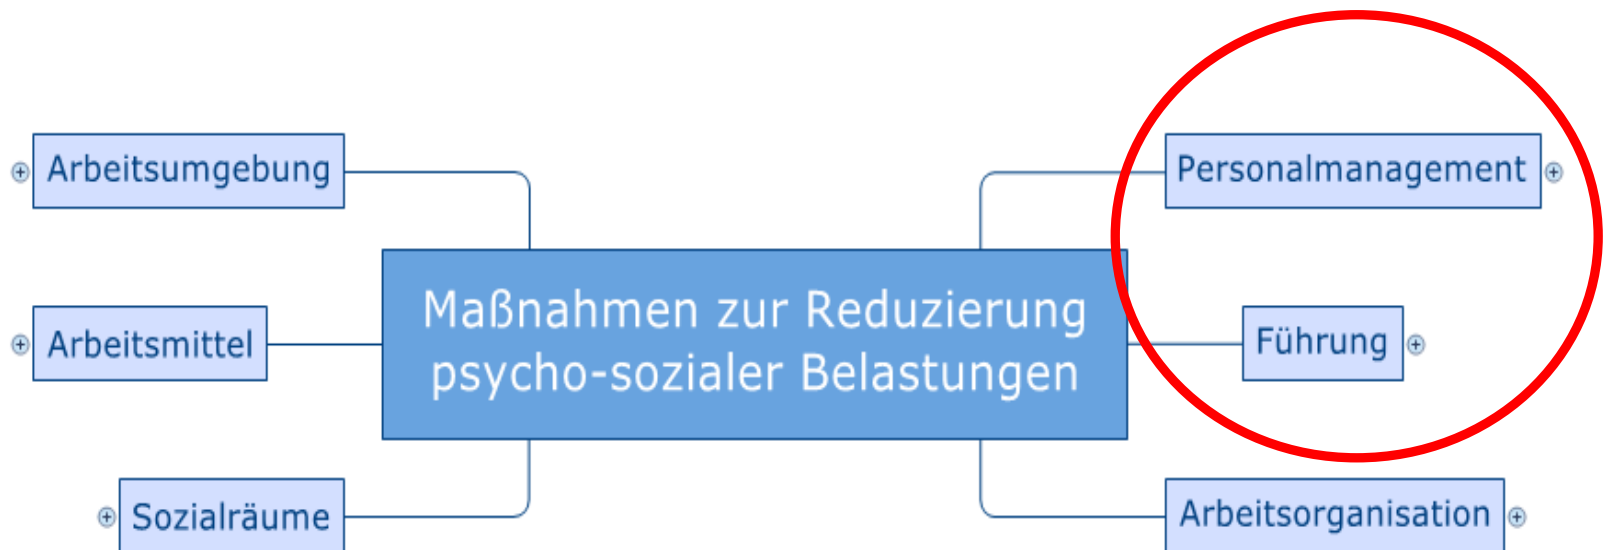 Arbeitsumgebung
Personalmanagement
Maßnahmen zur Reduzierung
psycho-sozialer Belastungen
Arbeitsmittel
Führung
Sozialräume
Arbeitsorganisation